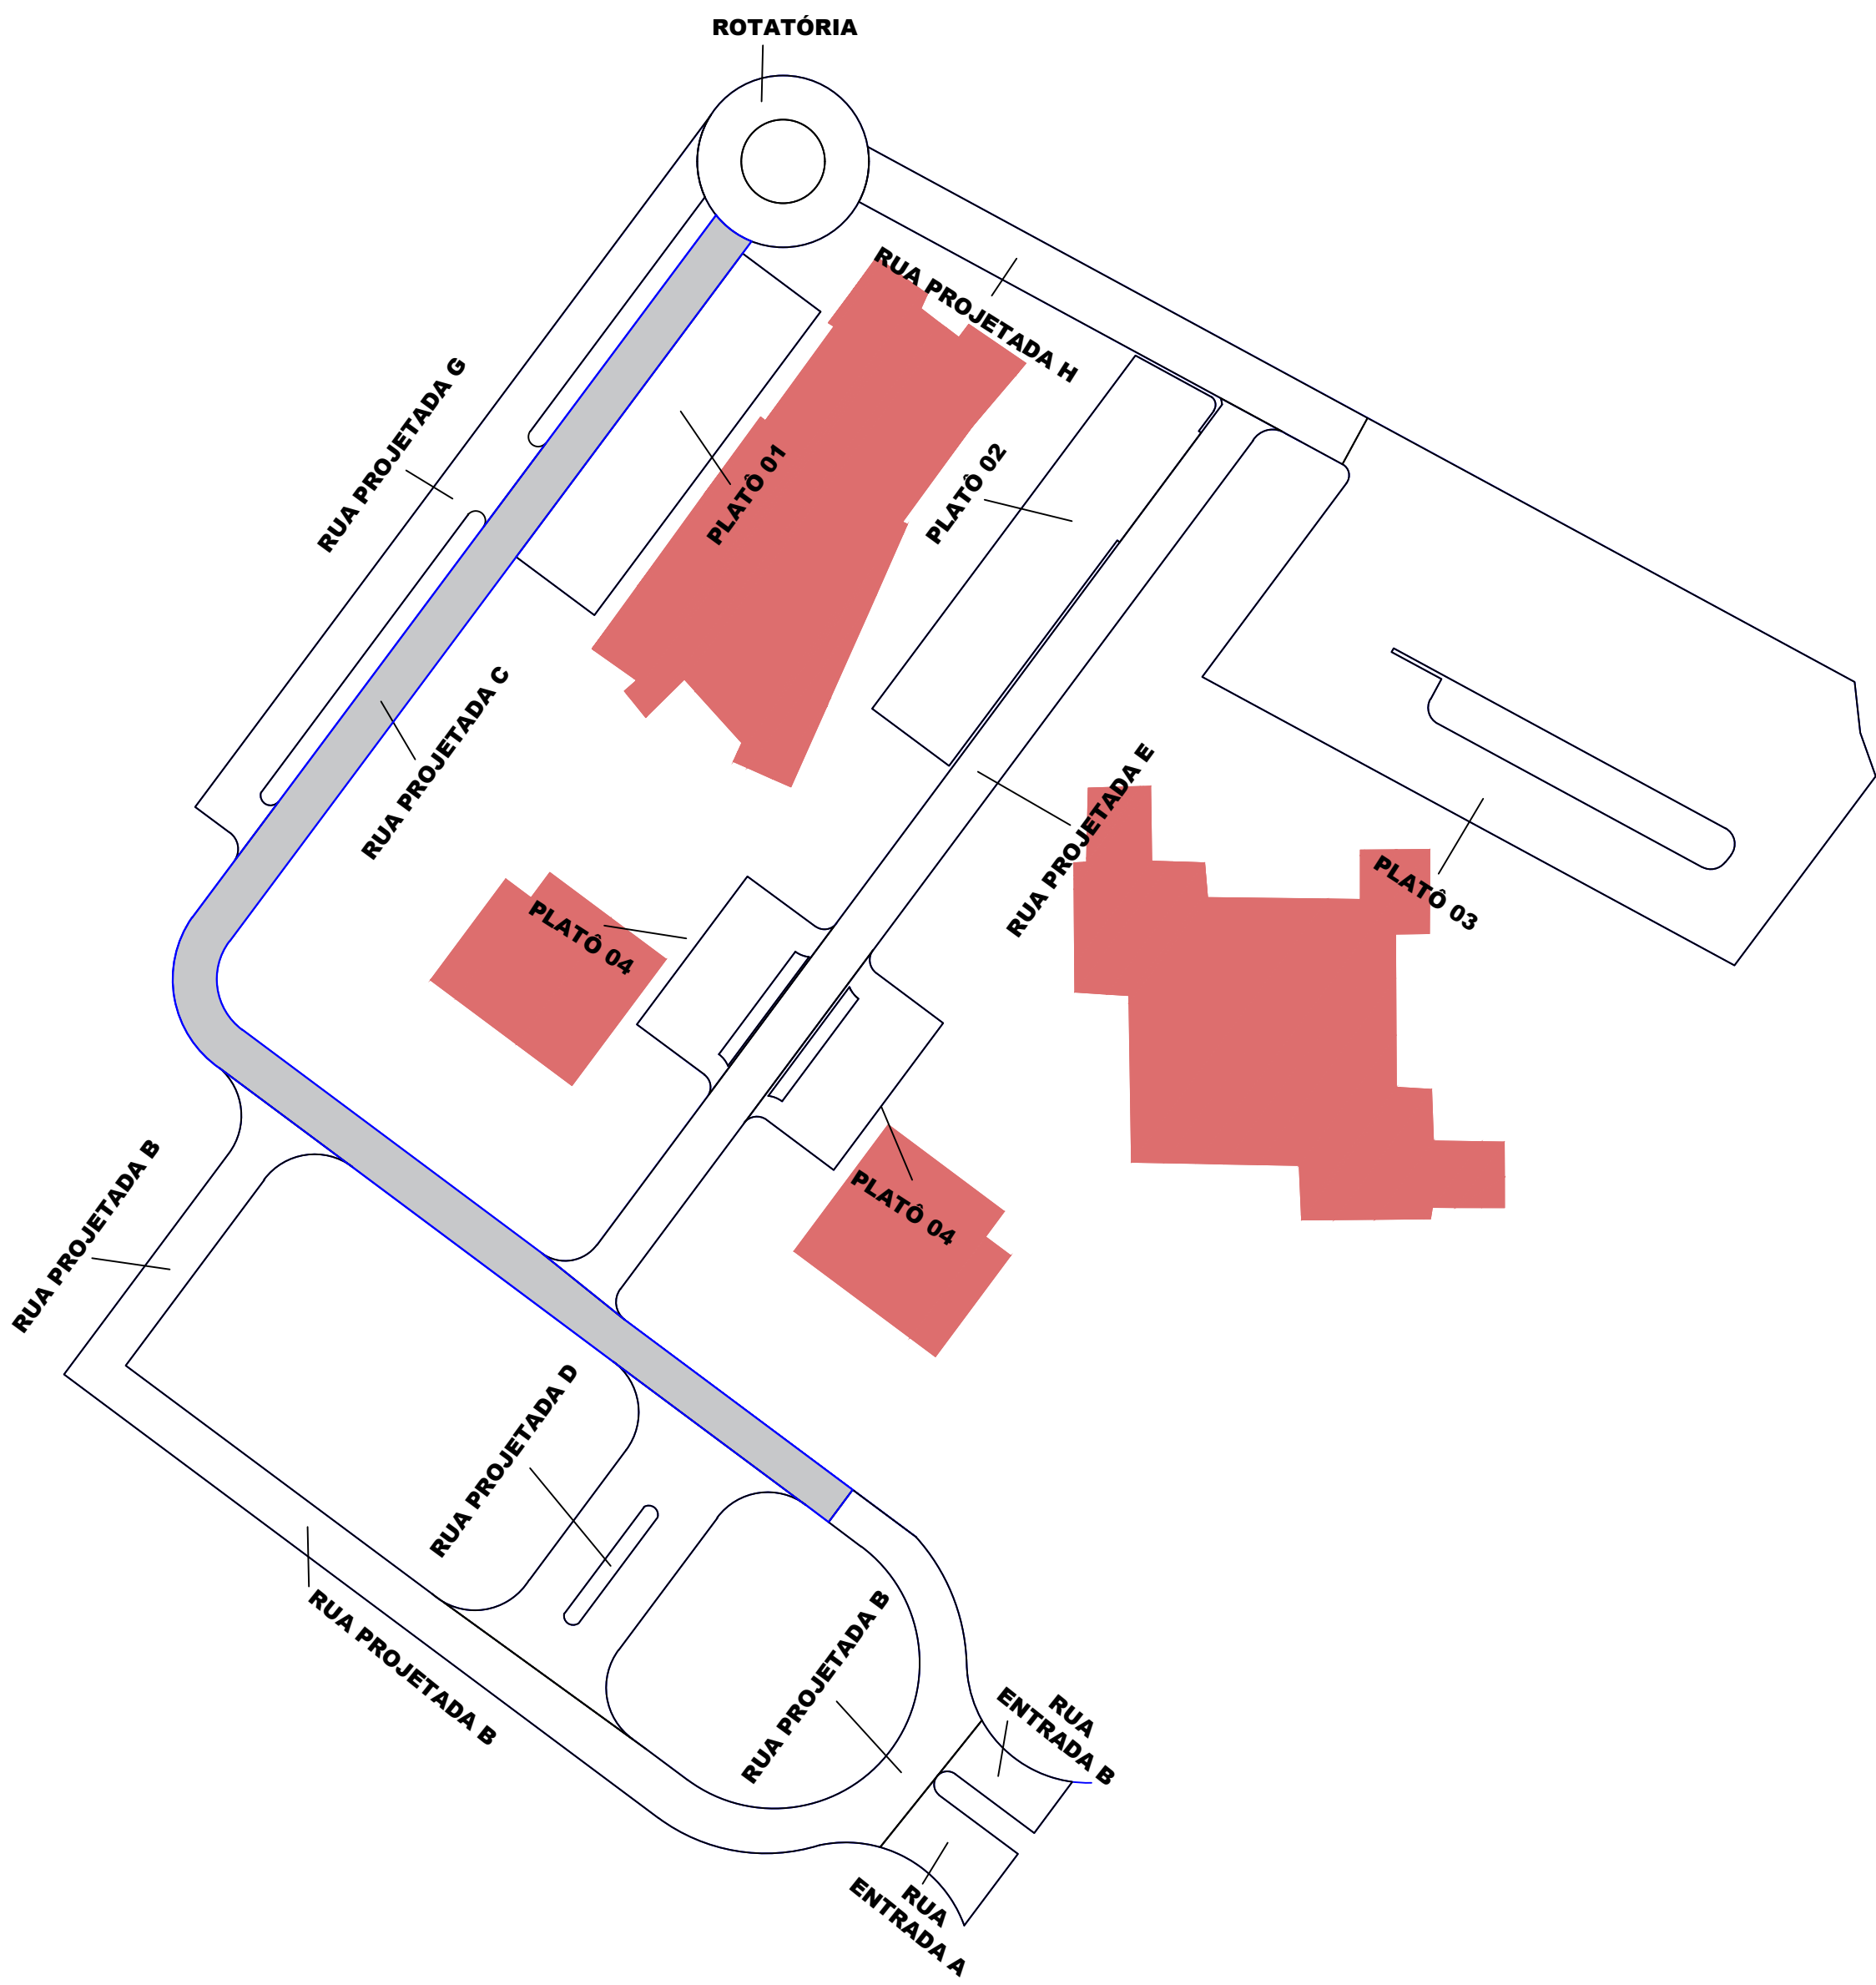 ROTATÓRIA
RUA PROJETADA H
RUA PROJETADA G
PLATÔ 01
PLATÔ 02
RUA PROJETADA C
RUA PROJETADA E
PLATÔ 03
PLATÔ 04
RUA PROJETADA B
PLATÔ 04
RUA PROJETADA D
RUA PROJETADA B
RUA PROJETADA B
RUA
ENTRADA B
RUA
ENTRADA A